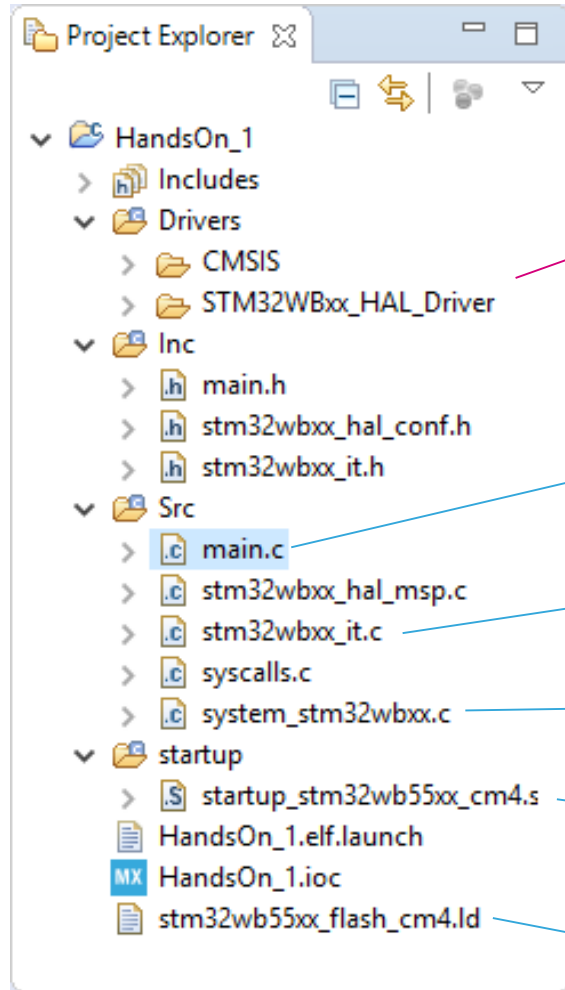 Project Explorer
HandsOn_1
Includes
Drivers
CMSIS
STM32WBxx_HAL_Driver
Inc
.h main.h
.h stm32wbxx_hal_conf.h
.h stm32wbxx_it.h
Src
.c main.c
.c stm32wbxx_hal_msp.c
.c stm32wbxx_it.c
.c syscalls.c
.c system_stm32wbxx.c
startup
.S startup_stm32wb55xx_cm4.s
HandsOn_1.elf.launch
MX HandsOn_1.ioc
stm32wb55xx_flash_cm4.ld